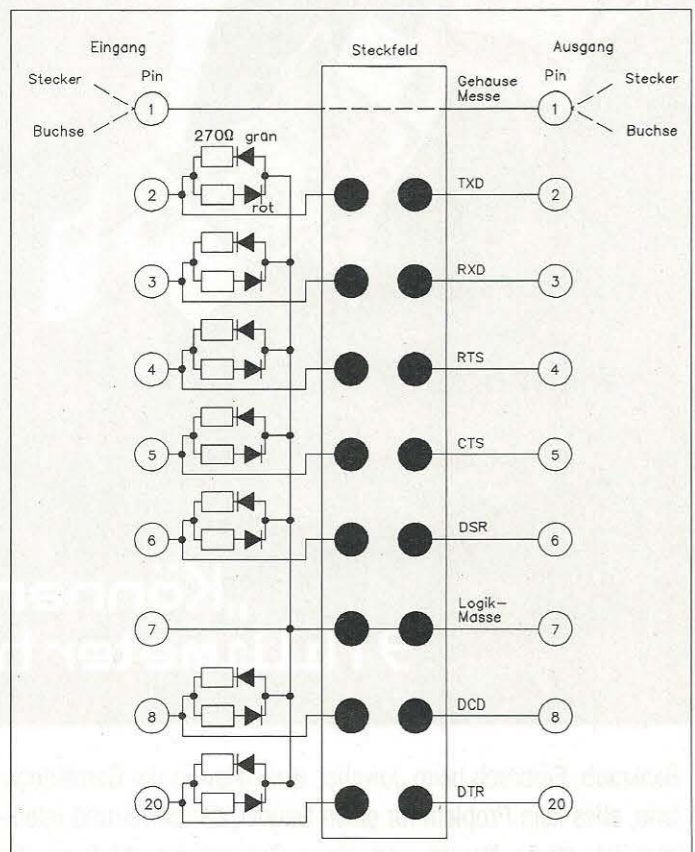 Eingang
Steckfeld
Ausgang
Stecker
Pin
Gehäuse
Messe
Pin
Stecker
1
1
Buchse
Buchse
270Ω
grün
rot
2
TXD
2
3
RXD
3
4
RTS
4
5
CTS
5
6
DSR
6
7
Logik-
Masse
7
8
DCD
8
20
DTR
20